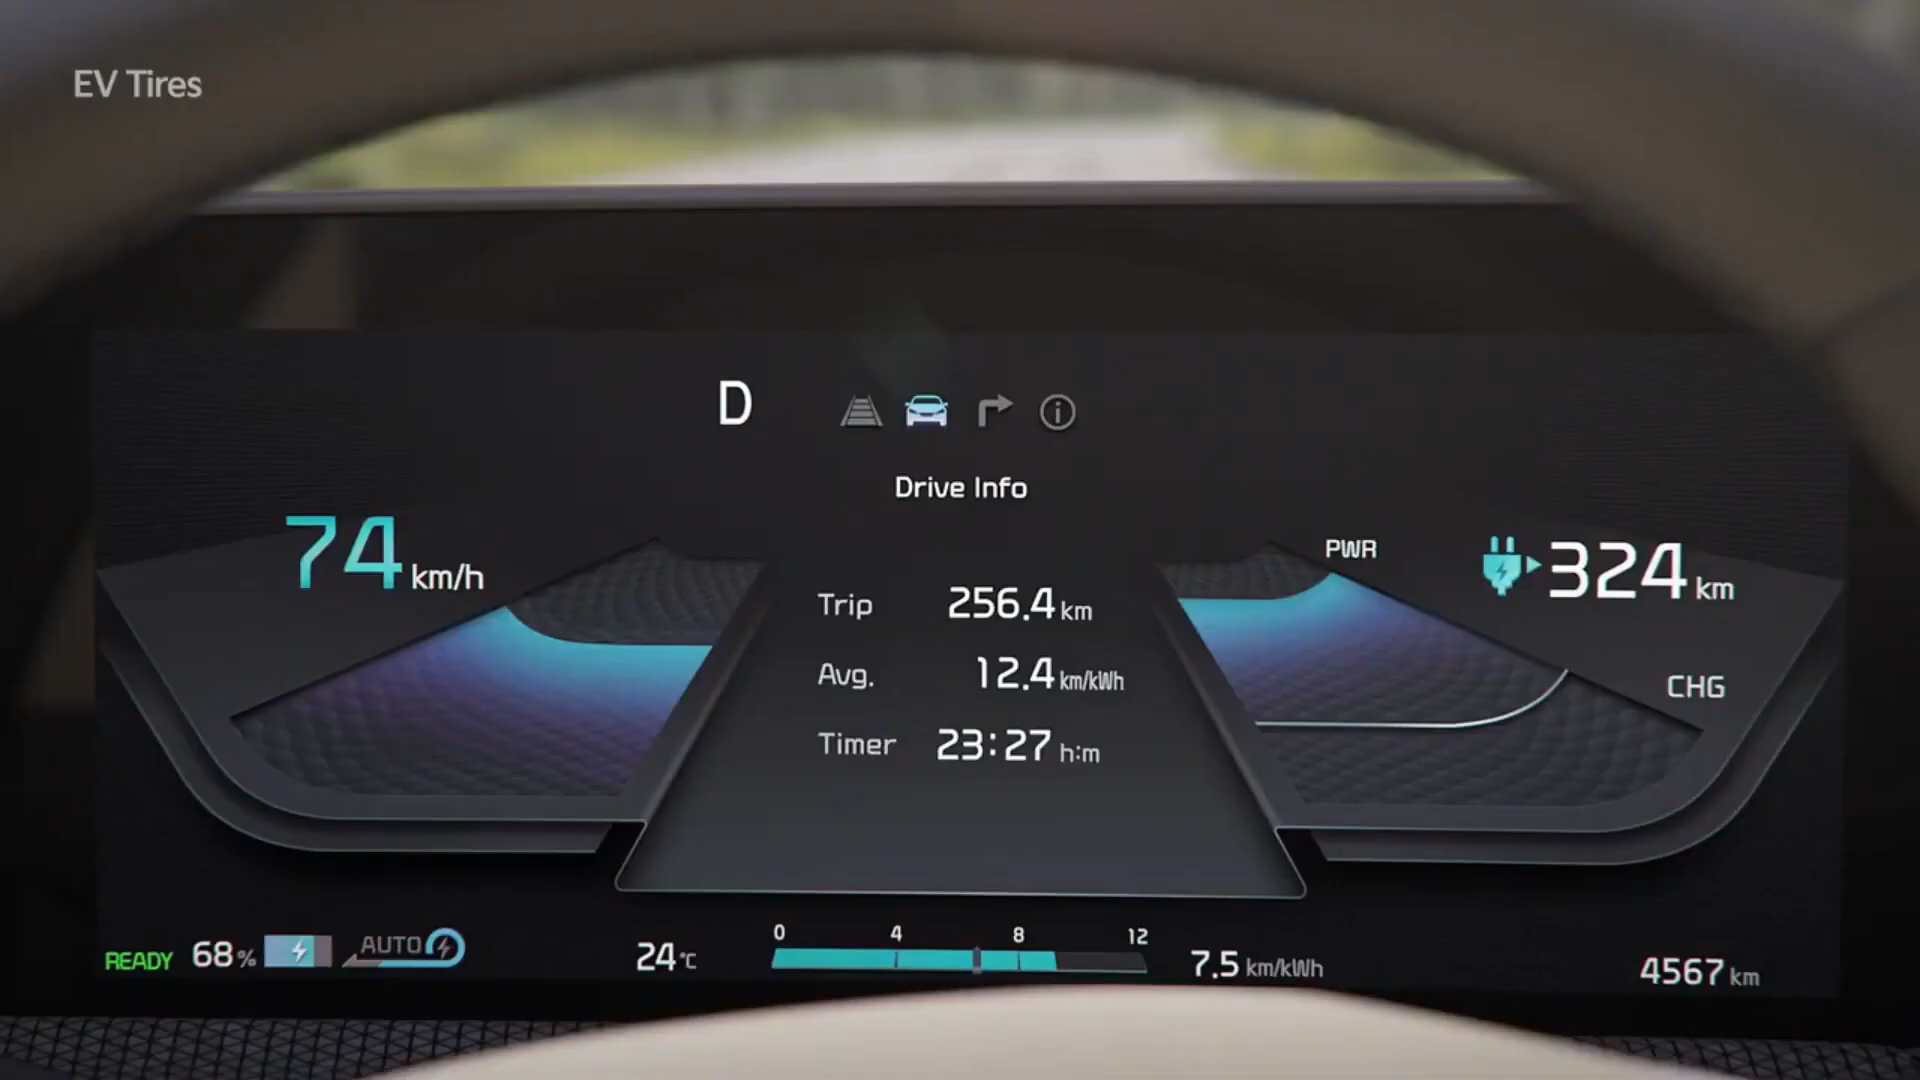 EV Tires
D
Drive Info
74 km/h
PWR
324 km
Trip 256.4 km
CHG
Avg. 12.4 km/kWh
Timer 23:27 h:m
READY 68% AUTO
24°C
0 4 8 12
7.5 km/kWh
4567 km